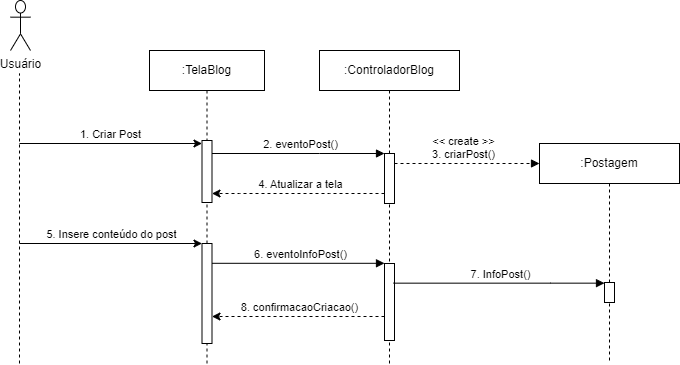 Usuário
:TelaBlog
:ControladorBlog
1. Criar Post
2. eventoPost()
<< create >>
3. criarPost()
:Postagem
4. Atualizar a tela
5. Insere conteúdo do post
6. eventoInfoPost()
7. InfoPost()
8. confirmacaoCriacao()